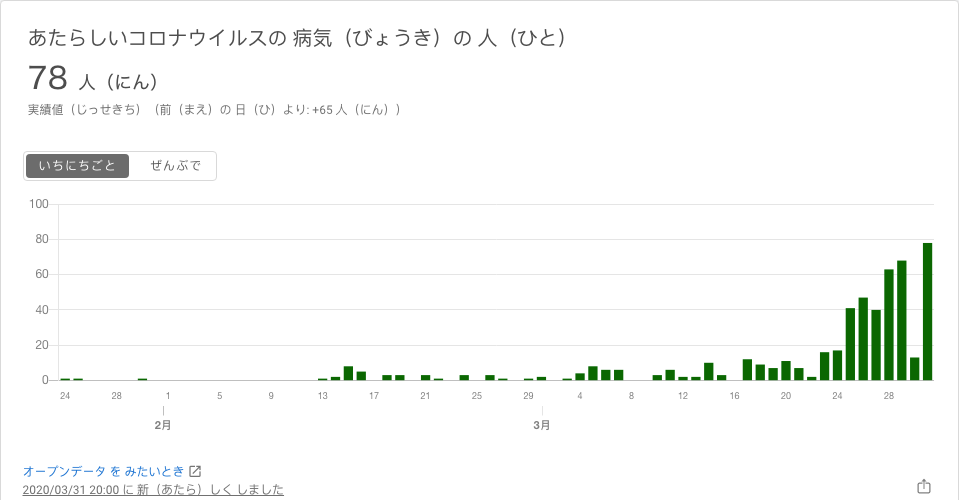 あたらしいコロナウイルスの 病気（びょうき）の 人（ひと）
78 人（にん）
実績値（じっせきち）（前（まえ）の 日（ひ）より: +65 人（にん））
いちにちごと ぜんぶで
100
80
60
40
20
0
24 28 1 5 9 13 17 21 25 29 4 8 12 16 20 24 28
2月 3月
オープンデータ を みたいとき
2020/03/31 20:00 に 新（あたら）しく しました